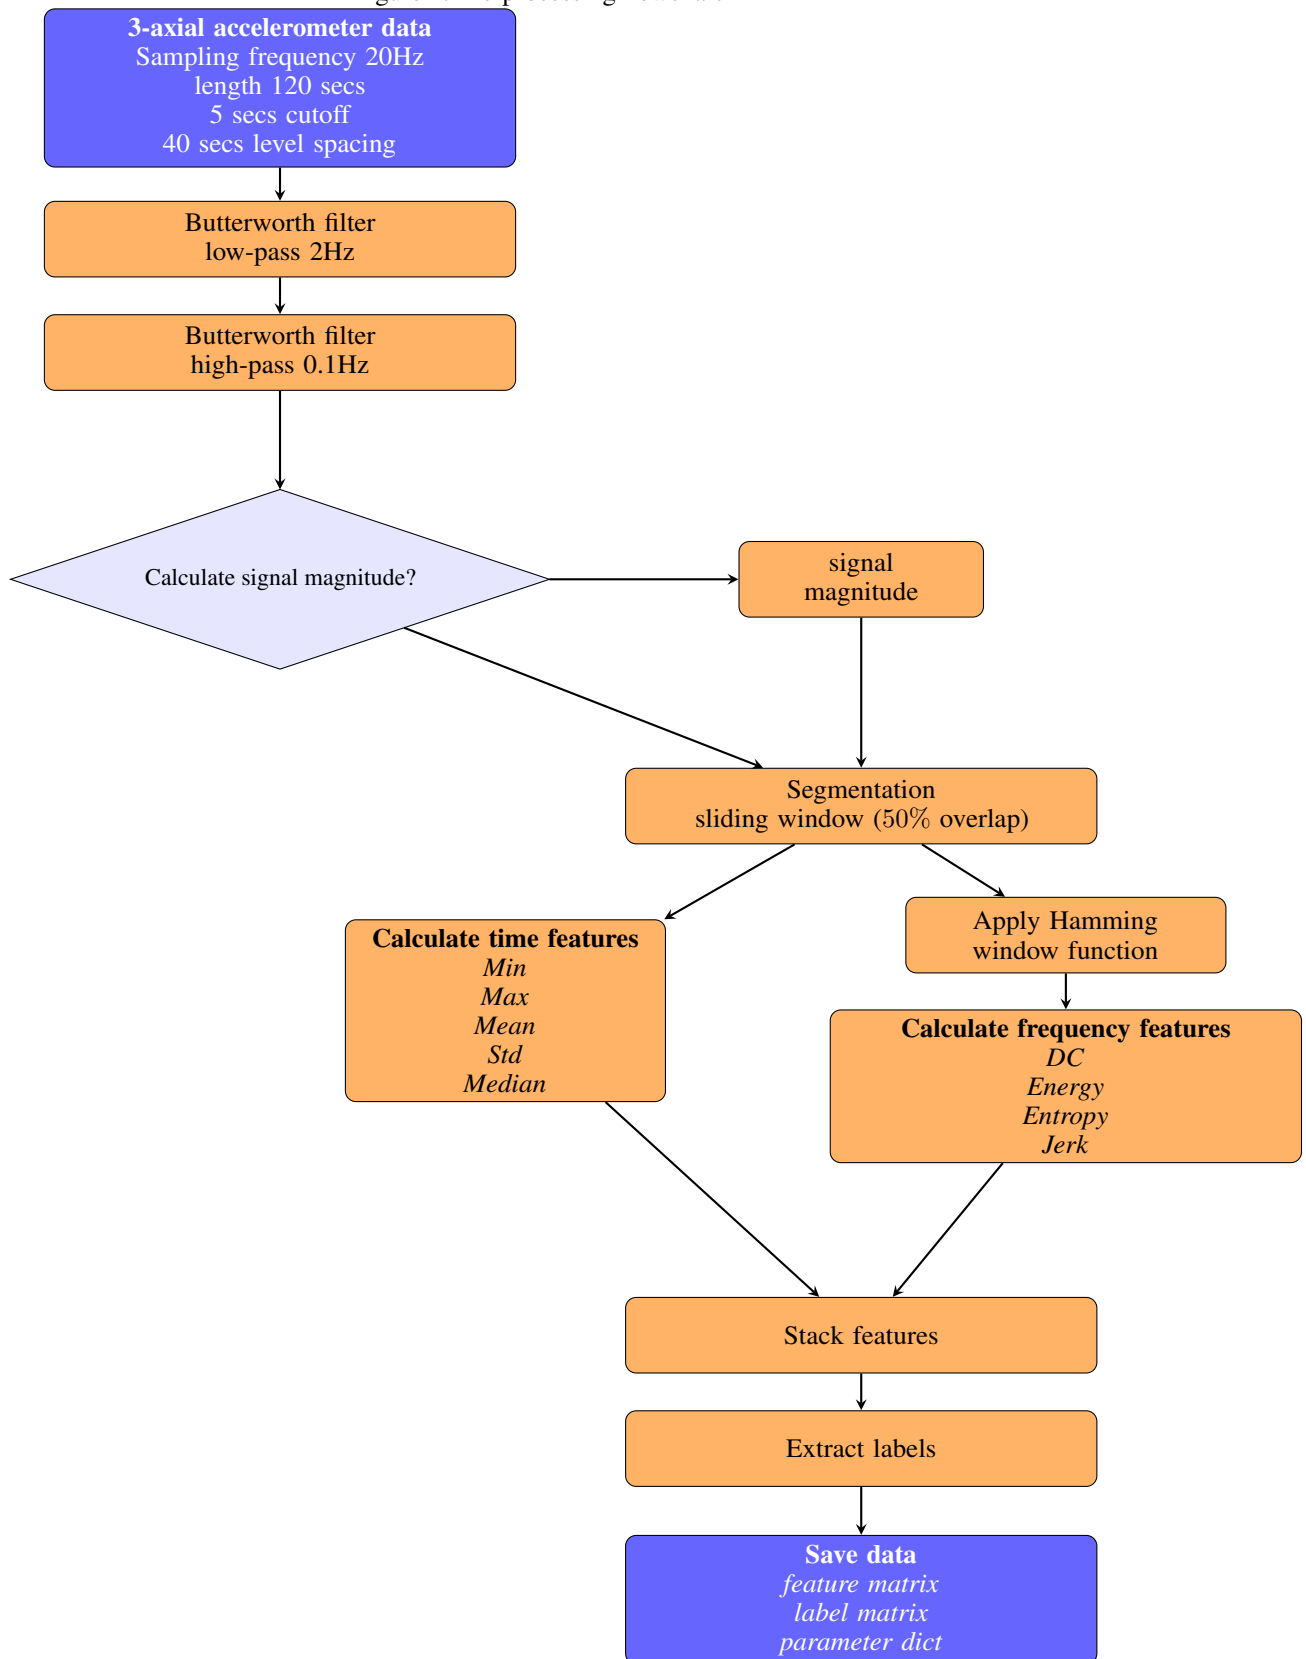 3-axial accelerometer data
Sampling frequency 20Hz
length 120 secs
5 secs cutoff
40 secs level spacing
Butterworth filter
low-pass 2Hz
Butterworth filter
high-pass 0.1Hz
Calculate signal magnitude?
signal
magnitude
Segmentation
sliding window (50% overlap)
Calculate time features
Min
Max
Mean
Std
Median
Apply Hamming
window function
Calculate frequency features
DC
Energy
Entropy
Jerk
Stack features
Extract labels
Save data
feature matrix
label matrix
parameter dict